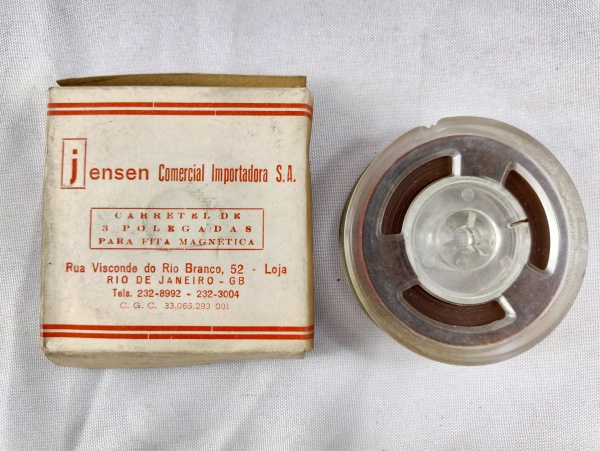 jensen Comercial Importadora S.A.
CARRETEL DE
3 POLEGADAS
PARA FITA MAGNÉTICA
Rua Visconde do Rio Branco, 52 - Loja
RIO DE JANEIRO - GB
Tels. 232-8992 - 232-3004
C. G. C. 33.065.293 001